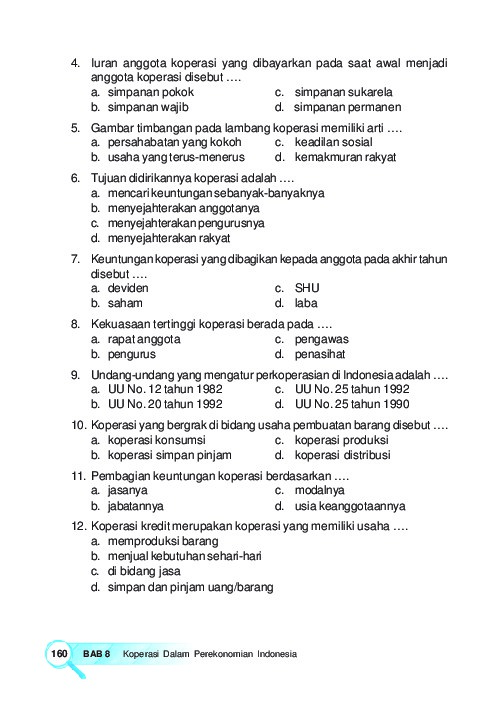 4. Iuran anggota koperasi yang dibayarkan pada saat awal menjadi
anggota koperasi disebut ....
a. simpanan pokok c. simpanan sukarela
b. simpanan wajib d. simpanan permanen
5. Gambar timbangan pada lambang koperasi memiliki arti ....
a. persahabatan yang kokoh c. keadilan sosial
b. usaha yang terus-menerus d. kemakmuran rakyat
6. Tujuan didirikannya koperasi adalah ....
a. mencari keuntungan sebanyak-banyaknya
b. menyejahterakan anggotanya
c. menyejahterakan pengurusnya
d. menyejahterakan rakyat
7. Keuntungan koperasi yang dibagikan kepada anggota pada akhir tahun
disebut ....
a. deviden c. SHU
b. saham d. laba
8. Kekuasaan tertinggi koperasi berada pada ....
a. rapat anggota c. pengawas
b. pengurus d. penasihat
9. Undang-undang yang mengatur perkoperasian di Indonesia adalah ....
a. UU No. 12 tahun 1982 c. UU No. 25 tahun 1992
b. UU No. 20 tahun 1992 d. UU No. 25 tahun 1990
10. Koperasi yang bergrak di bidang usaha pembuatan barang disebut ....
a. koperasi konsumsi c. koperasi produksi
b. koperasi simpan pinjam d. koperasi distribusi
11. Pembagian keuntungan koperasi berdasarkan ....
a. jasanya c. modalnya
b. jabatannya d. usia keanggotaannya
12. Koperasi kredit merupakan koperasi yang memiliki usaha ....
a. memproduksi barang
b. menjual kebutuhan sehari-hari
c. di bidang jasa
d. simpan dan pinjam uang/barang
160 BAB 8 Koperasi Dalam Perekonomian Indonesia